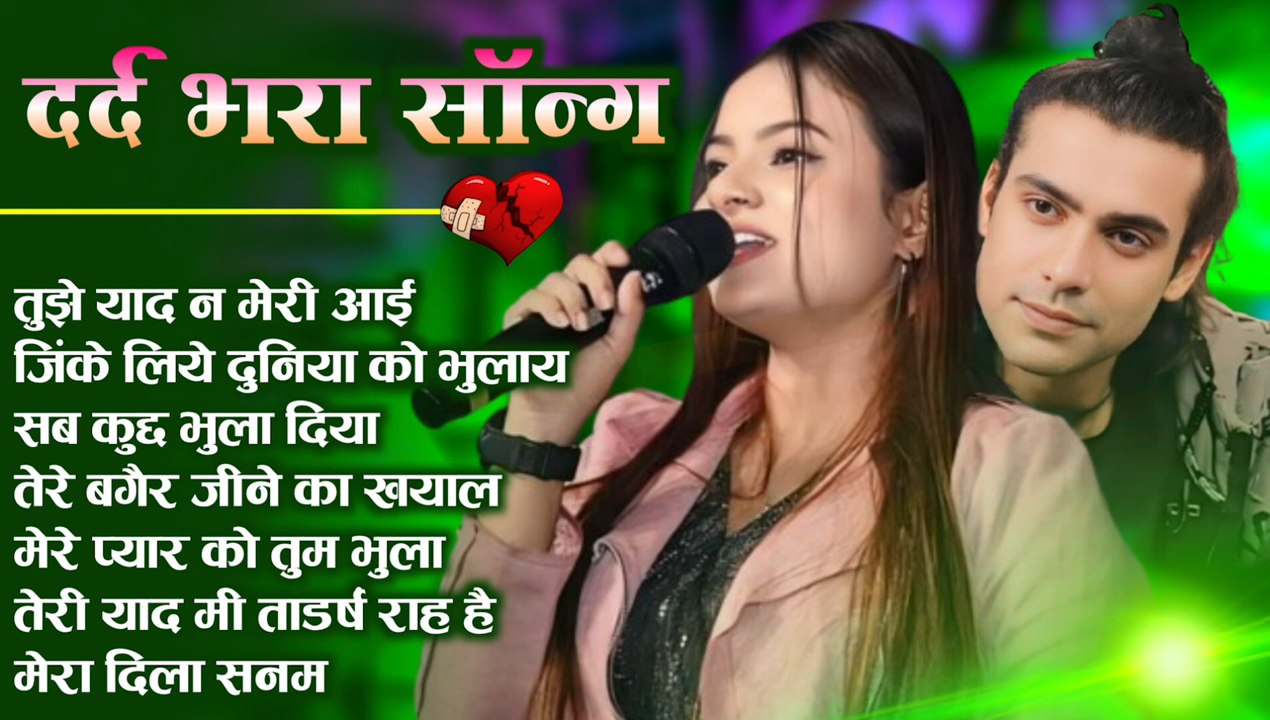 दर्द भरा सॉन्ग
तुझे याद न मेरी आई
जिंके लिये दुनिया को भुलाय
सब कुद्द भुला दिया
तेरे बगैर जीने का खयाल
मेरे प्यार को तुम भुला
तेरी याद मी ताडर्ष राह है
मेरा दिला सनम